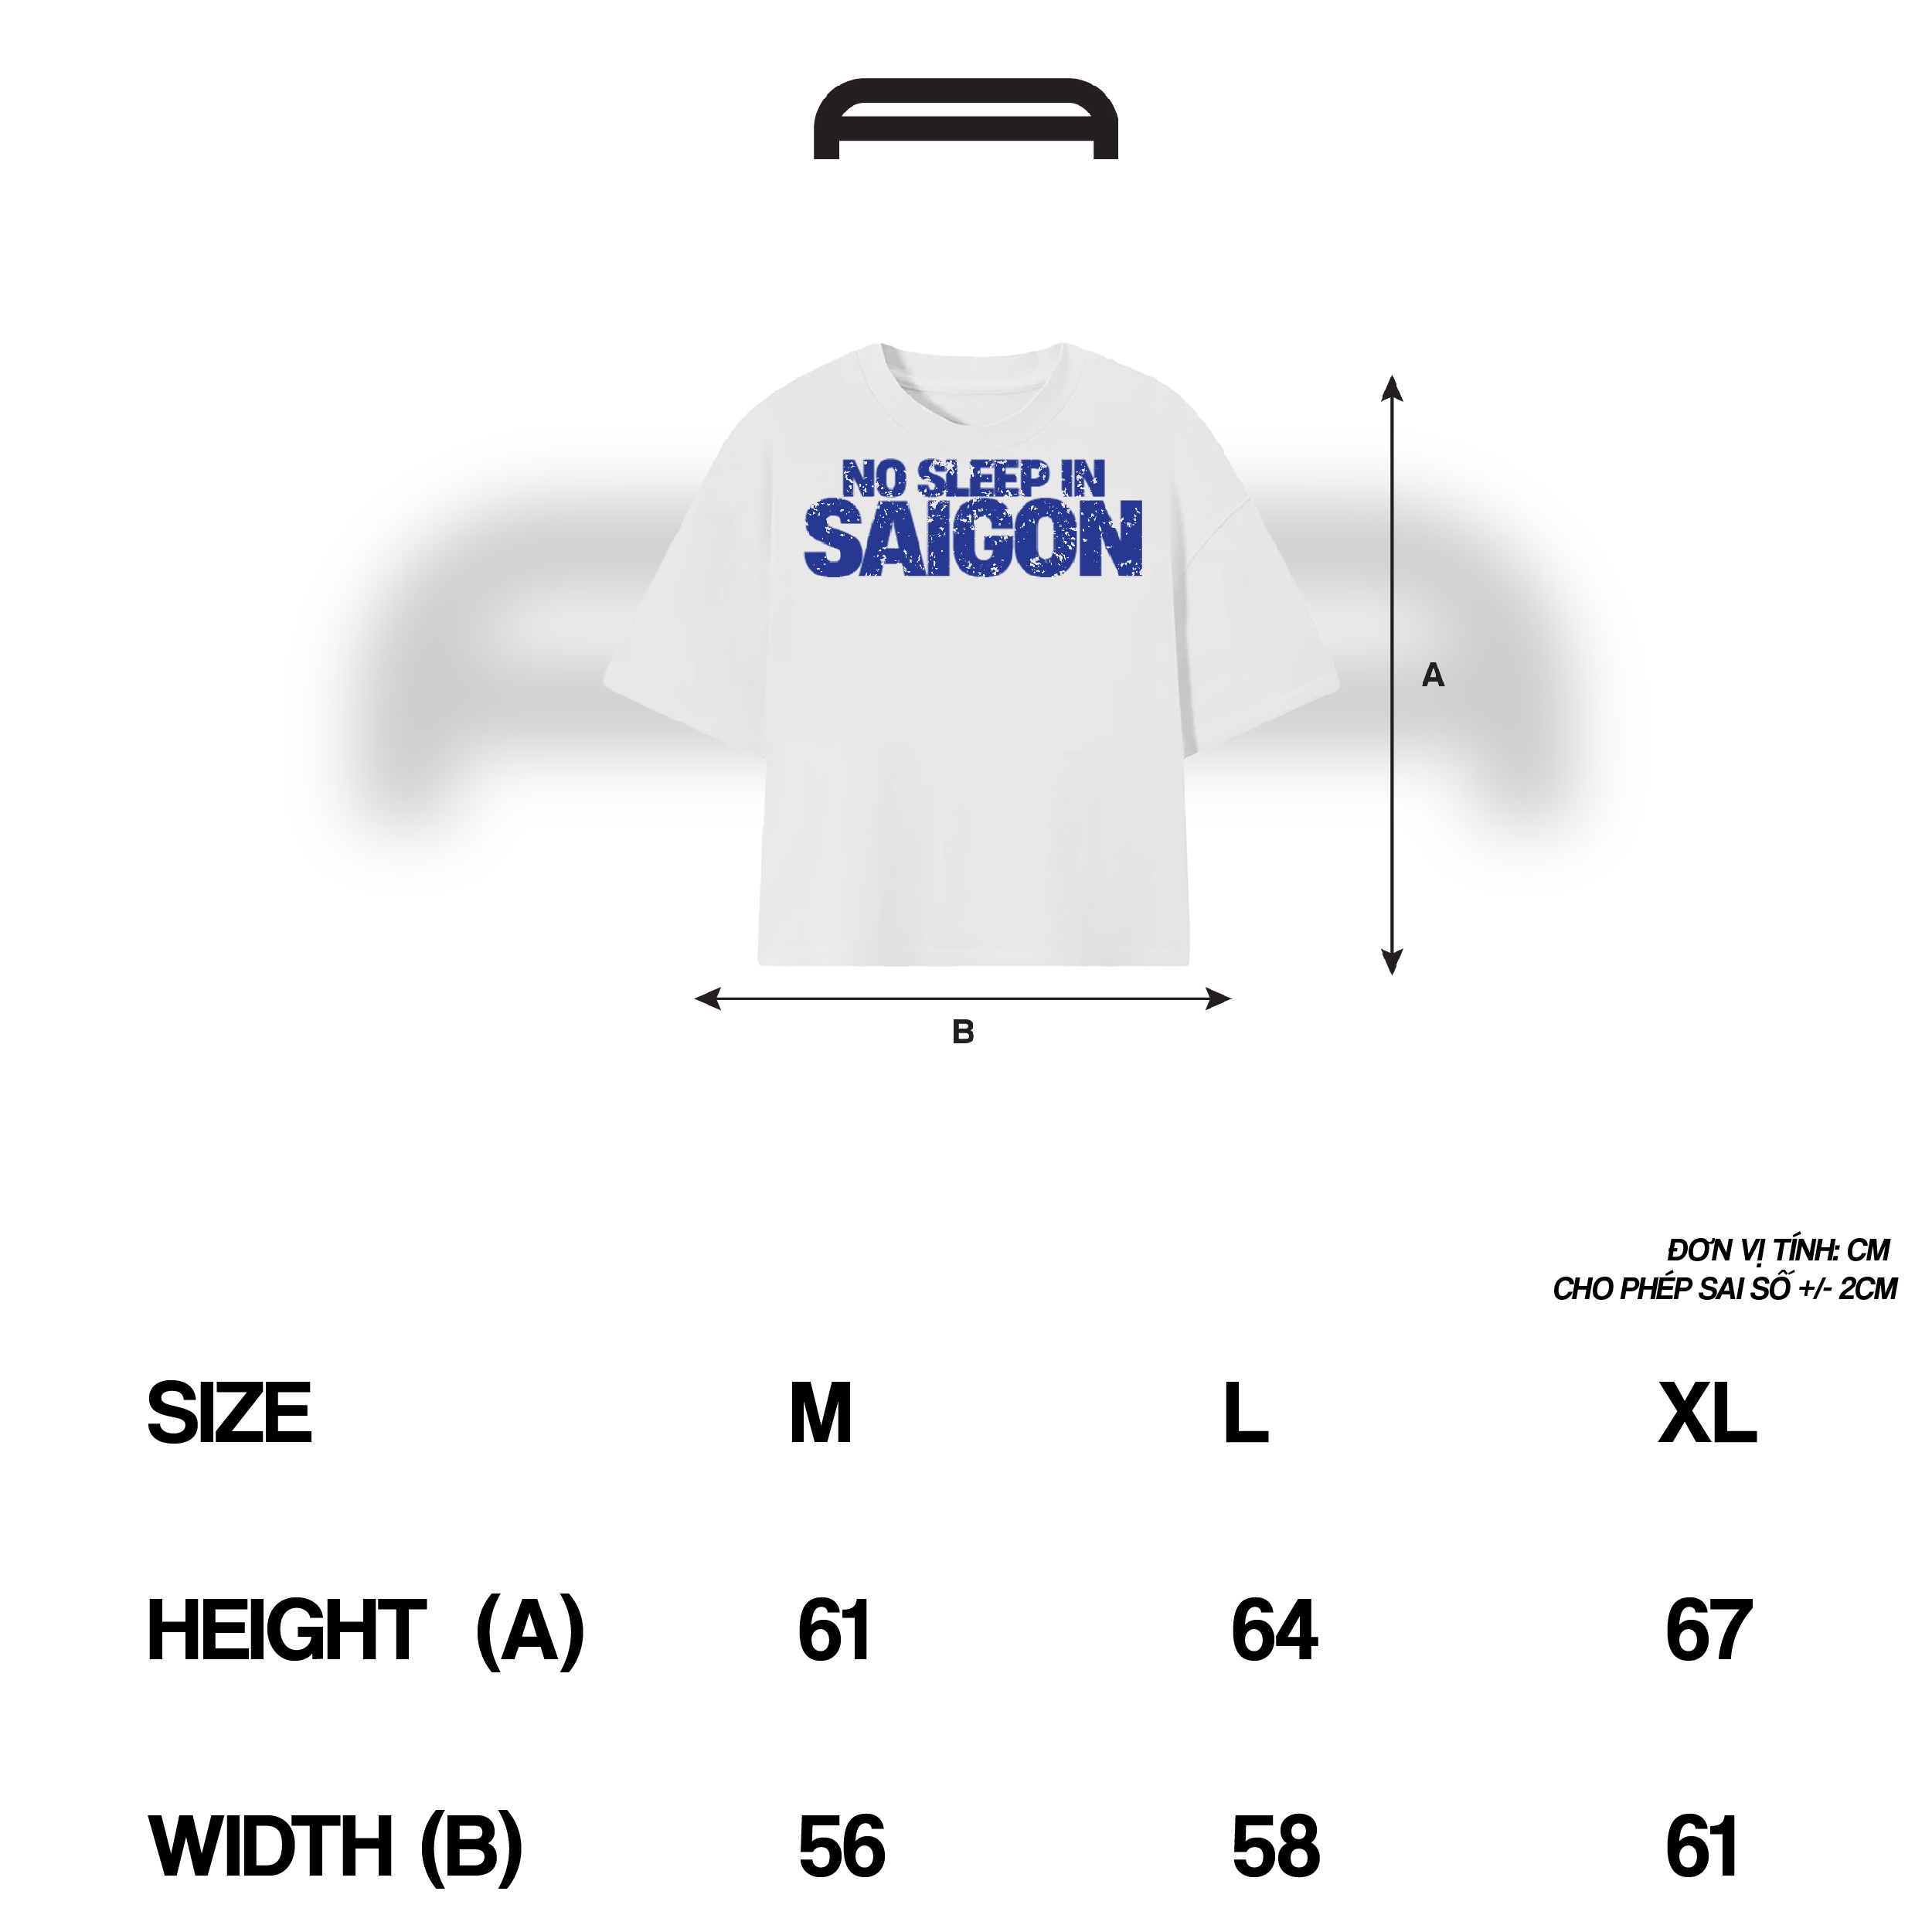 NO SLEEP IN
SAIGON
A
B
ĐƠN VỊ TÍNH: CM
CHO PHÉP SAI SỐ +/- 2CM
SIZE M L XL
HEIGHT (A) 61 64 67
WIDTH (B) 56 58 61